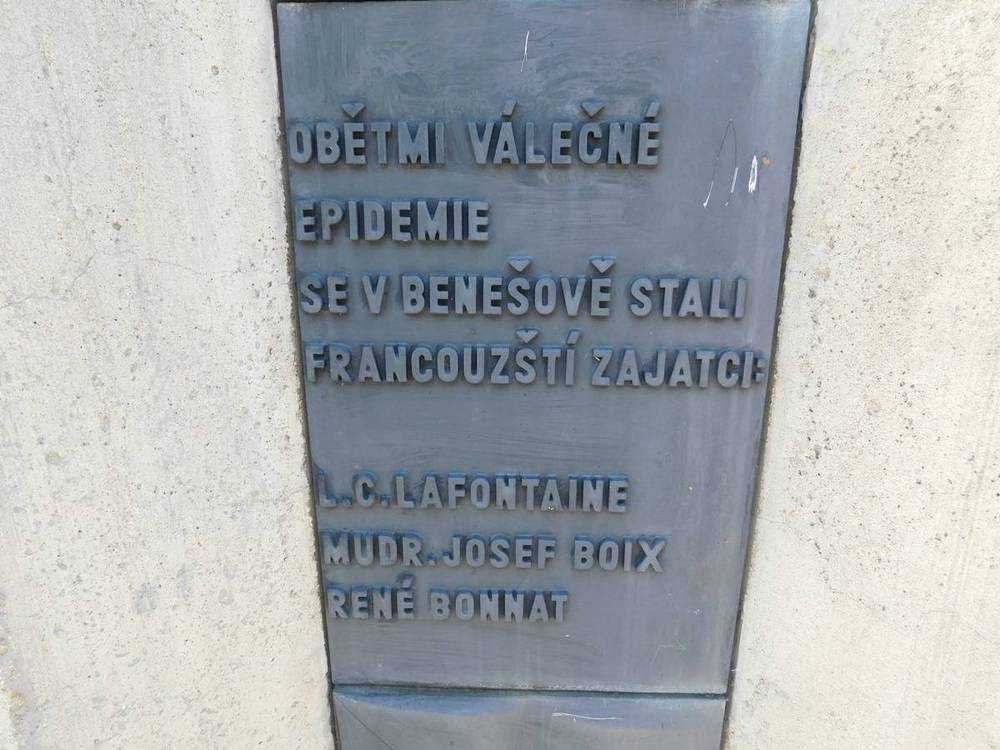 OBĚTMI VÁLEČNÉ
EPIDEMIE
SE V BENEŠOVĚ STALI
FRANCOUZŠTÍ ZAJATCI:
L.C.LAFONTAINE
MUDR.JOSEF BOIX
RENÉ BONNAT